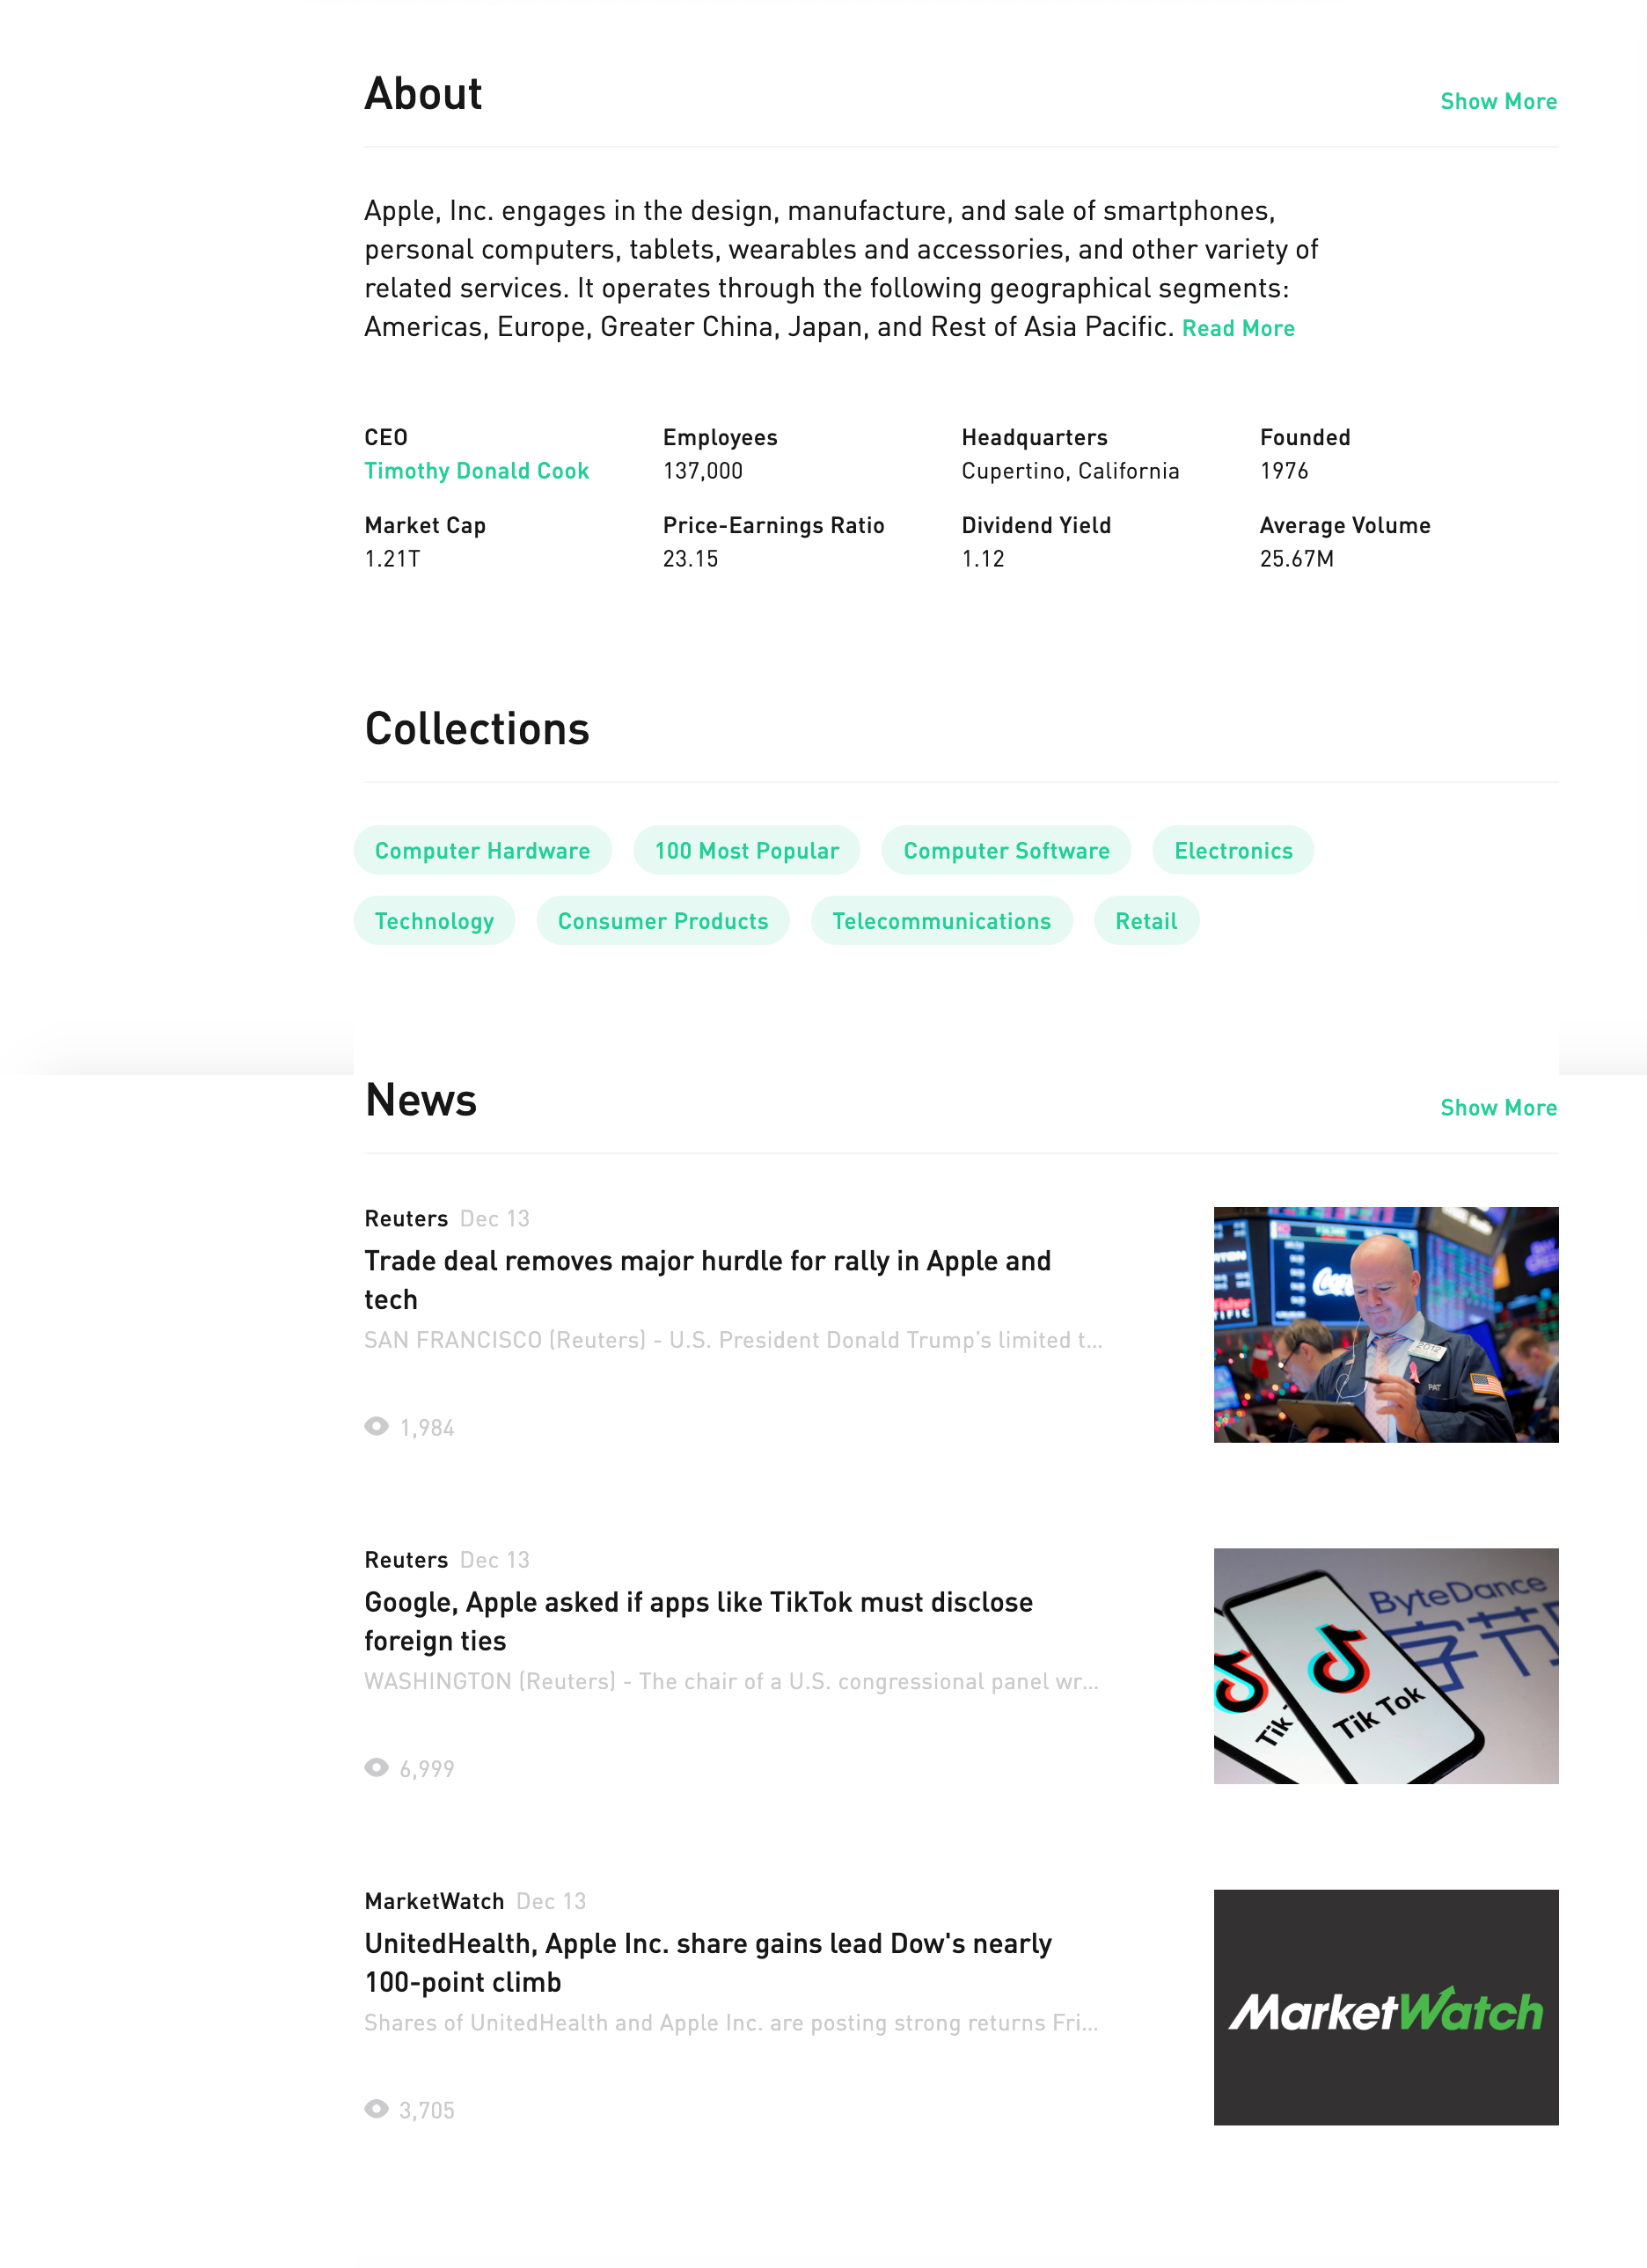 About
Show More
Apple, Inc. engages in the design, manufacture, and sale of smartphones,
personal computers, tablets, wearables and accessories, and other variety of
related services. It operates through the following geographical segments:
Americas, Europe, Greater China, Japan, and Rest of Asia Pacific. Read More
CEO
Timothy Donald Cook
Employees
137,000
Headquarters
Cupertino, California
Founded
1976
Market Cap
1.21T
Price-Earnings Ratio
23.15
Dividend Yield
1.12
Average Volume
25.67M
Collections
Computer Hardware
100 Most Popular
Computer Software
Electronics
Technology
Consumer Products
Telecommunications
Retail
News
Show More
Reuters Dec 13
Trade deal removes major hurdle for rally in Apple and
tech
SAN FRANCISCO (Reuters) - U.S. President Donald Trump’s limited t...
1,984
2012
PAT
Reuters Dec 13
Google, Apple asked if apps like TikTok must disclose
foreign ties
WASHINGTON (Reuters) - The chair of a U.S. congressional panel wr...
6,999
ByteDance
字节
Tik Tok
Tik
MarketWatch Dec 13
UnitedHealth, Apple Inc. share gains lead Dow's nearly
100-point climb
Shares of UnitedHealth and Apple Inc. are posting strong returns Fri...
3,705
MarketWatch